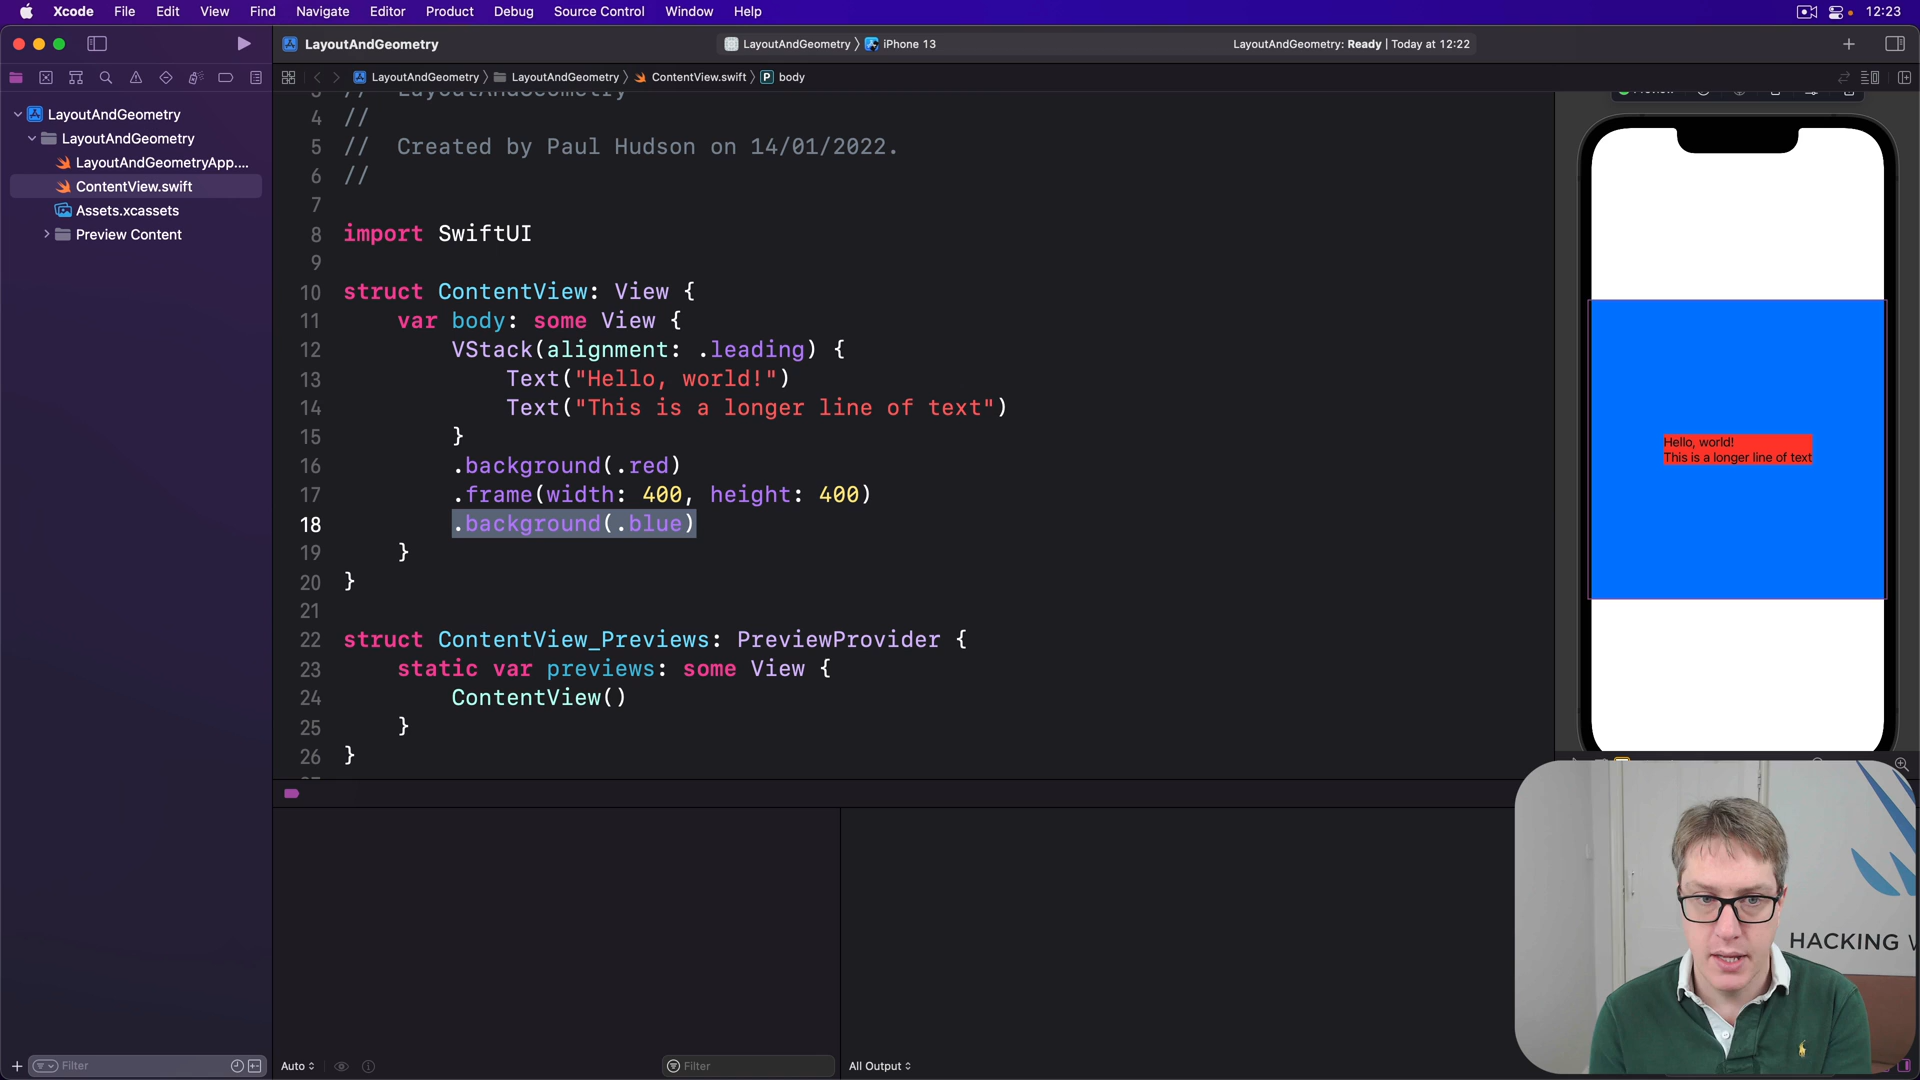 Xcode File Edit View Find Navigate Editor Product Debug Source Control Window Help 12:23
LayoutAndGeometry LayoutAndGeometry iPhone 13 LayoutAndGeometry: Ready | Today at 12:22
LayoutAndGeometry LayoutAndGeometry ContentView.swift P body
LayoutAndGeometry
LayoutAndGeometry
LayoutAndGeometryApp....
ContentView.swift
Assets.xcassets
Preview Content
3 // LayoutAndGeometry
4 //
5 // Created by Paul Hudson on 14/01/2022.
6 //
7
8 import SwiftUI
9
10 struct ContentView: View {
11 var body: some View {
12 VStack(alignment: .leading) {
13 Text("Hello, world!")
14 Text("This is a longer line of text")
15 }
16 .background(.red)
17 .frame(width: 400, height: 400)
18 .background(.blue)
19 }
20 }
21
22 struct ContentView_Previews: PreviewProvider {
23 static var previews: some View {
24 ContentView()
25 }
26 }
Preview
Hello, world!
This is a longer line of text
HACKING
Filter
Auto
Filter
All Output